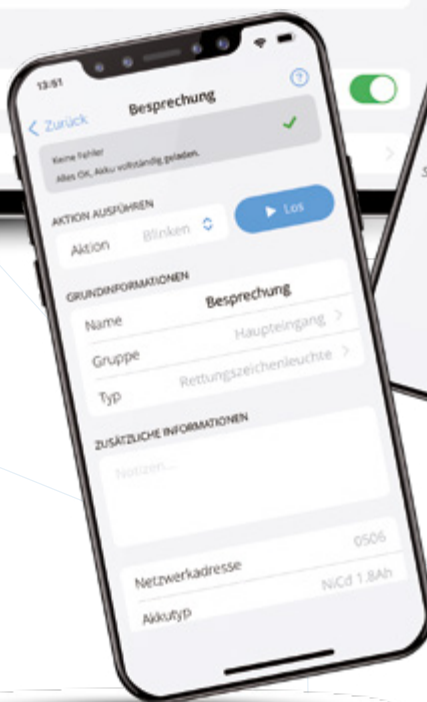 13:51
Zurück
Besprechung
?
Keine Fehler
Alles OK, Akku vollständig geladen.
AKTION AUSFÜHREN
Aktion Blinken
Los
GRUNDINFORMATIONEN
Name Besprechung
Gruppe Haupteingang
Typ Rettungszeichenleuchte
ZUSÄTZLICHE INFORMATIONEN
Notizen...
Netzwerkadresse 0506
Akkutyp NiCd 1.8Ah